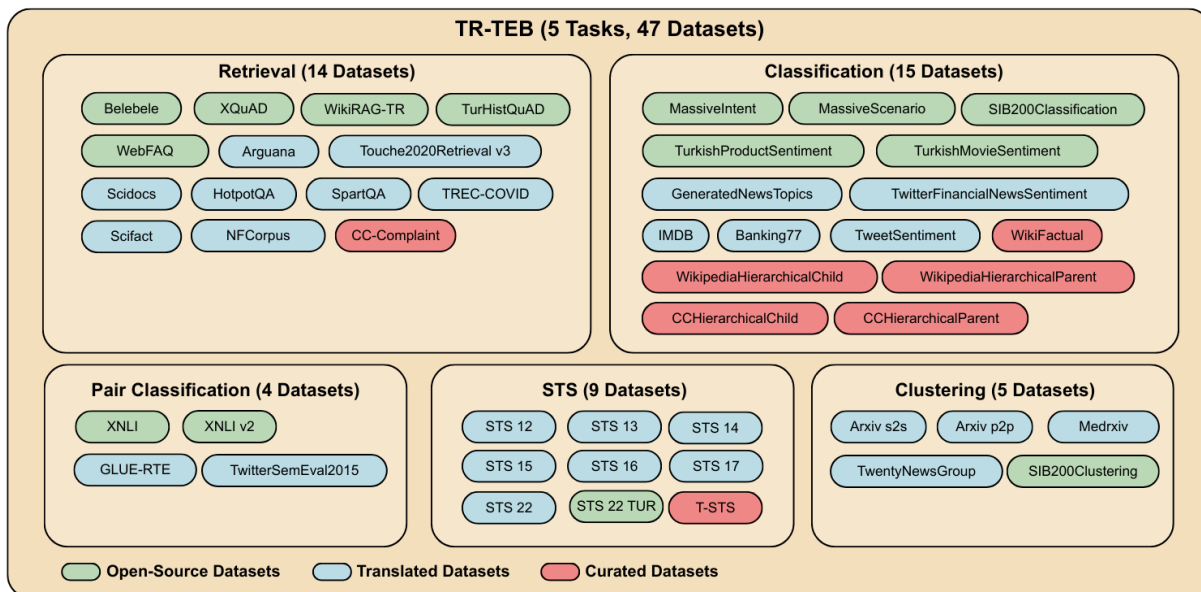 TR-TEB (5 Tasks, 47 Datasets)
Retrieval (14 Datasets)
Belebele XQuAD WikiRAG-TR TurHistQuAD
WebFAQ Arguana Touche2020Retrieval v3
Scidocs HotpotQA SpartQA TREC-COVID
Scifact NFCorpus CC-Complaint
Classification (15 Datasets)
MassiveIntent MassiveScenario SIB200Classification
TurkishProductSentiment TurkishMovieSentiment
GeneratedNewsTopics TwitterFinancialNewsSentiment
IMDB Banking77 TweetSentiment WikiFactual
WikipediaHierarchicalChild WikipediaHierarchicalParent
CCHierarchicalChild CCHierarchicalParent
Pair Classification (4 Datasets)
XNLI XNLI v2
GLUE-RTE TwitterSemEval2015
STS (9 Datasets)
STS 12 STS 13 STS 14
STS 15 STS 16 STS 17
STS 22 STS 22 TUR T-STS
Clustering (5 Datasets)
Arxiv s2s Arxiv p2p Medrxiv
TwentyNewsGroup SIB200Clustering
Open-Source Datasets Translated Datasets Curated Datasets